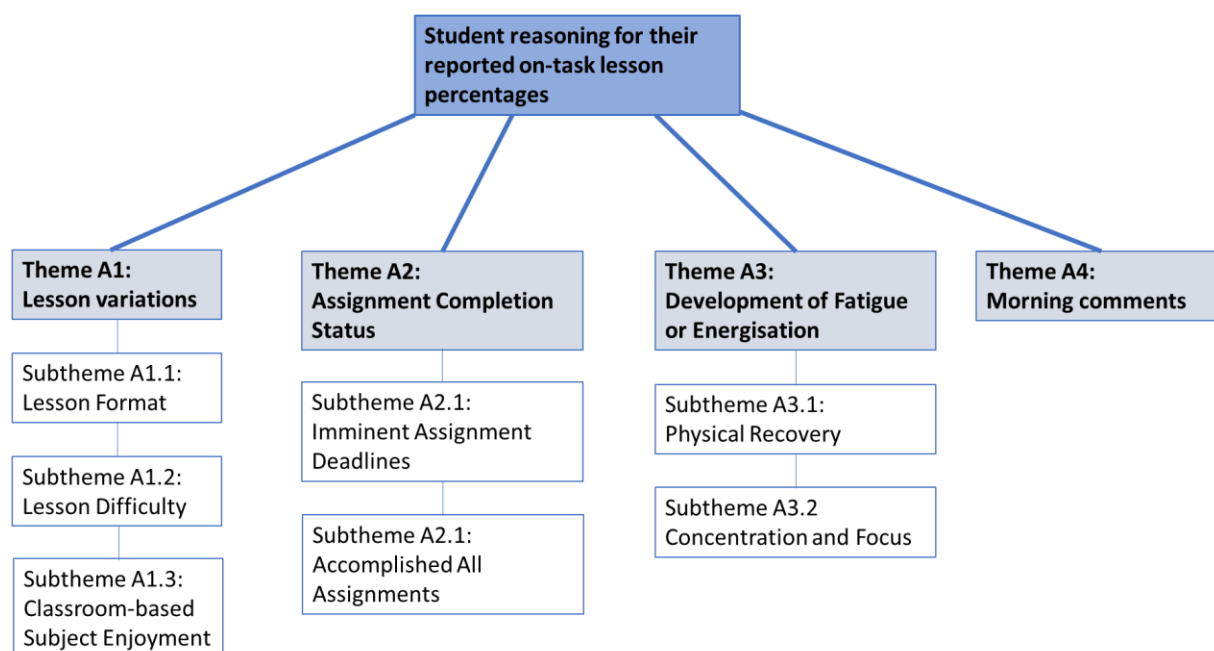 Student reasoning for their
reported on-task lesson
percentages
Theme A1:
Lesson variations
Subtheme A1.1:
Lesson Format
Subtheme A1.2:
Lesson Difficulty
Subtheme A1.3:
Classroom-based
Subject Enjoyment
Theme A2:
Assignment Completion
Status
Subtheme A2.1:
Imminent Assignment
Deadlines
Subtheme A2.1:
Accomplished All
Assignments
Theme A3:
Development of Fatigue
or Energisation
Subtheme A3.1:
Physical Recovery
Subtheme A3.2
Concentration and Focus
Theme A4:
Morning comments